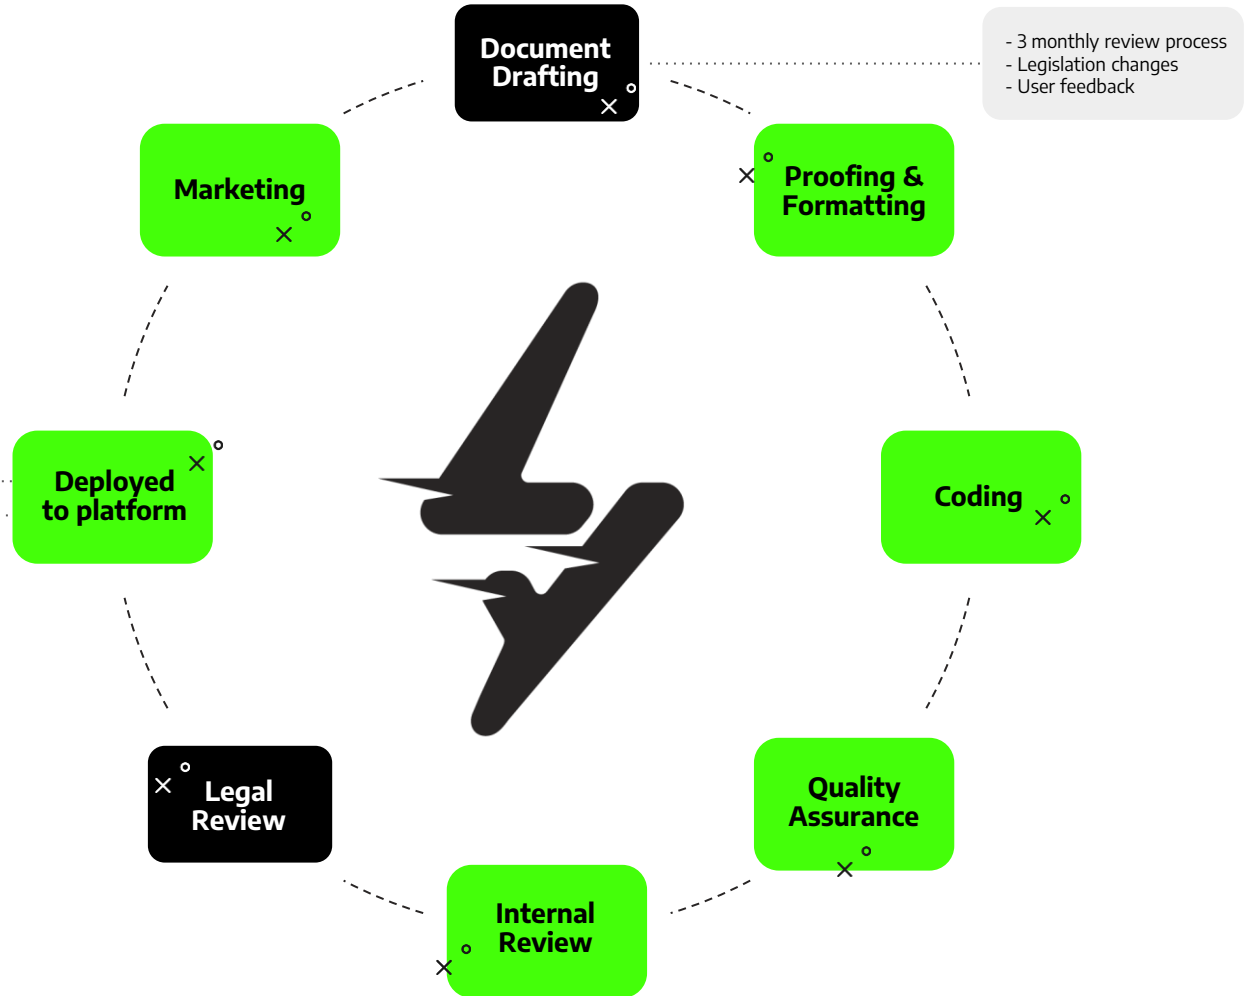 Document
Drafting
- 3 monthly review process
- Legislation changes
- User feedback
Marketing
Proofing &
Formatting
Deployed
to platform
Coding
Legal
Review
Quality
Assurance
Internal
Review